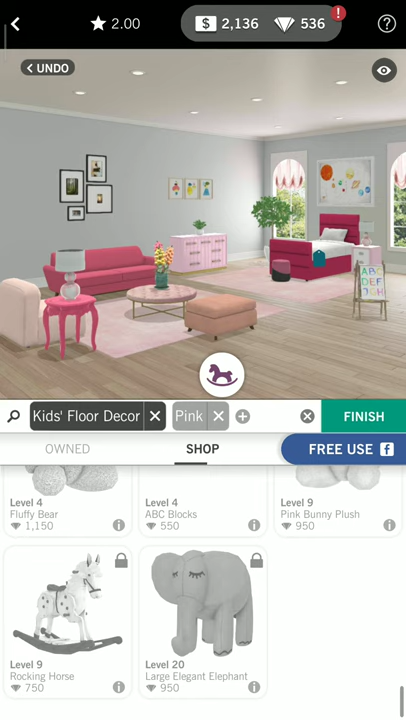 ★ 2.00
$ 2,136
536
!
?
< UNDO
ABC
DEF
Kids' Floor Decor ×
Pink ×
FINISH
OWNED
SHOP
FREE USE f
Level 4
Fluffy Bear
1,150
Level 4
ABC Blocks
550
Level 9
Pink Bunny Plush
950
Level 9
Rocking Horse
750
Level 20
Large Elegant Elephant
950